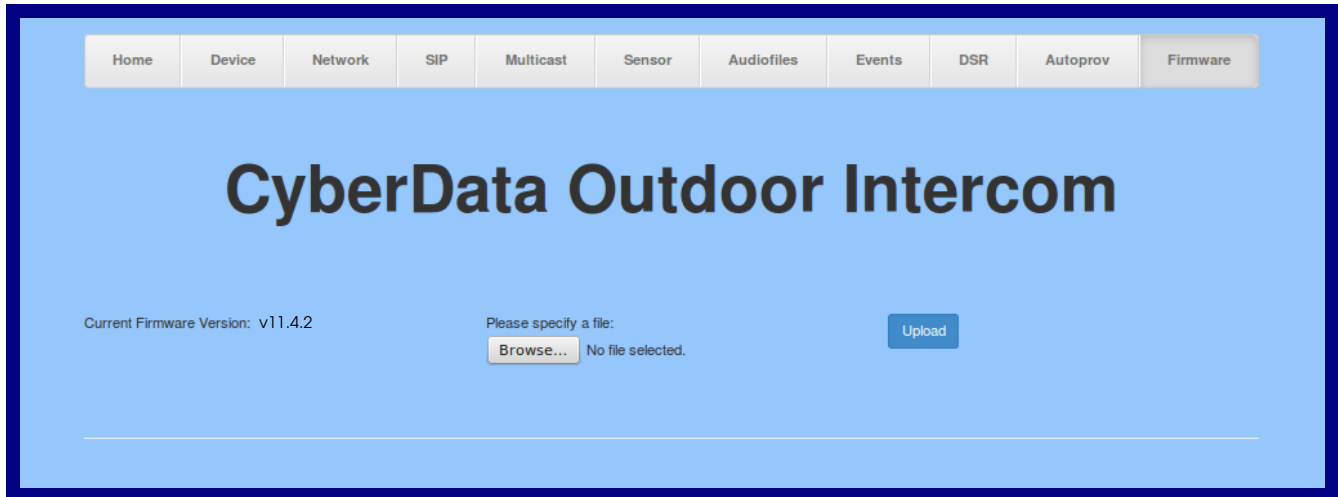 Home Device Network SIP Multicast Sensor Audiofiles Events DSR Autoprov Firmware
CyberData Outdoor Intercom
Current Firmware Version: v11.4.2
Please specify a file:
Browse... No file selected.
Upload